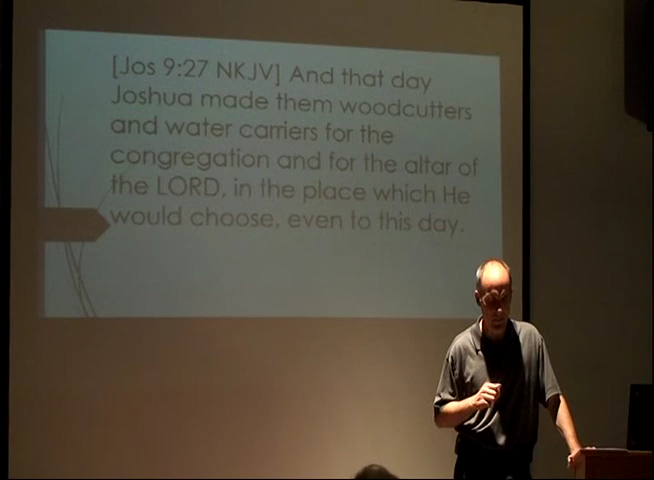 [Jos 9:27 NKJV] And that day
Joshua made them woodcutters
and water carriers for the
congregation and for the altar of
the LORD, in the place which He
would choose, even to this day.